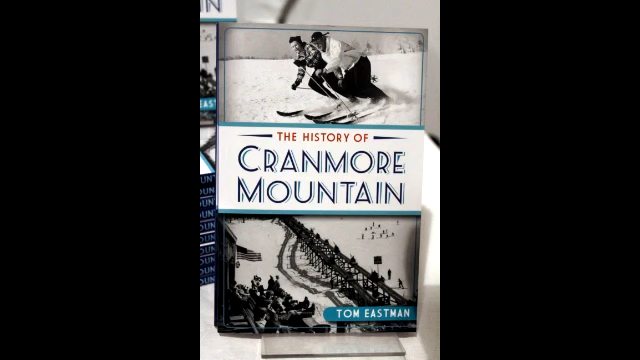 THE HISTORY OF
CRANMORE
MOUNTAIN
TOM EASTMAN